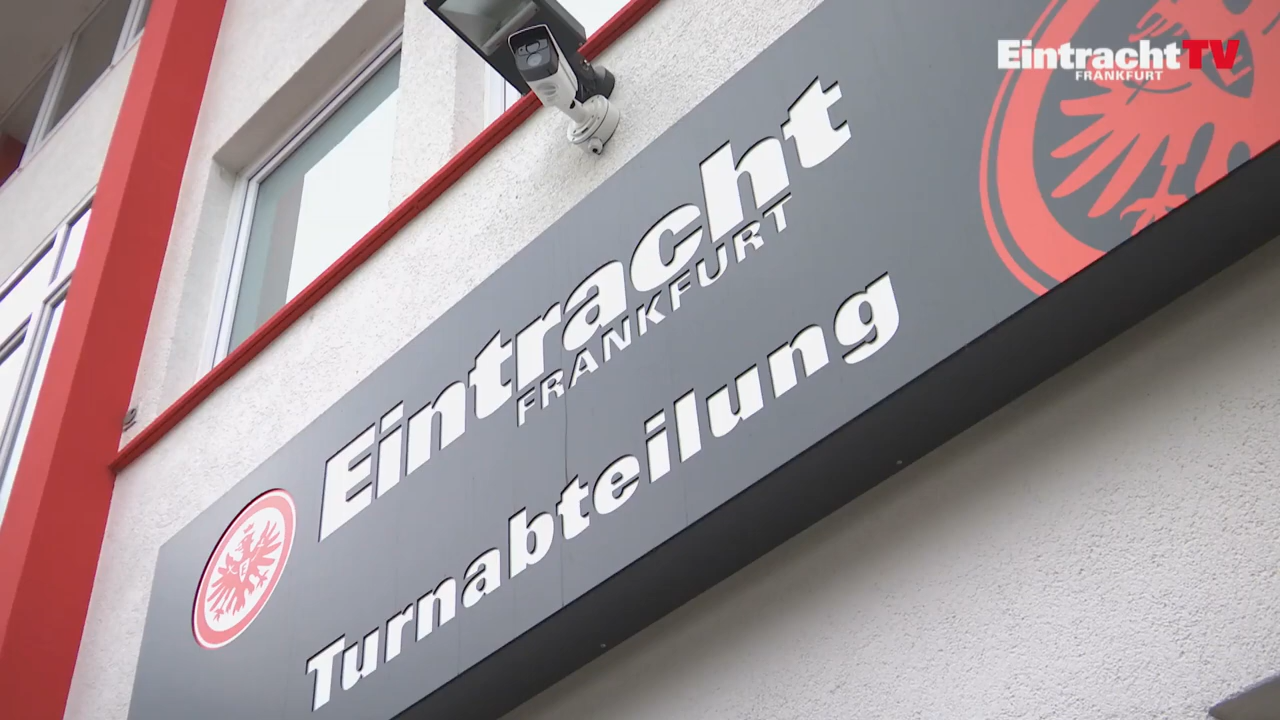 EintrachtTV
FRANKFURT
Eintracht
FRANKFURT
Turnabteilung